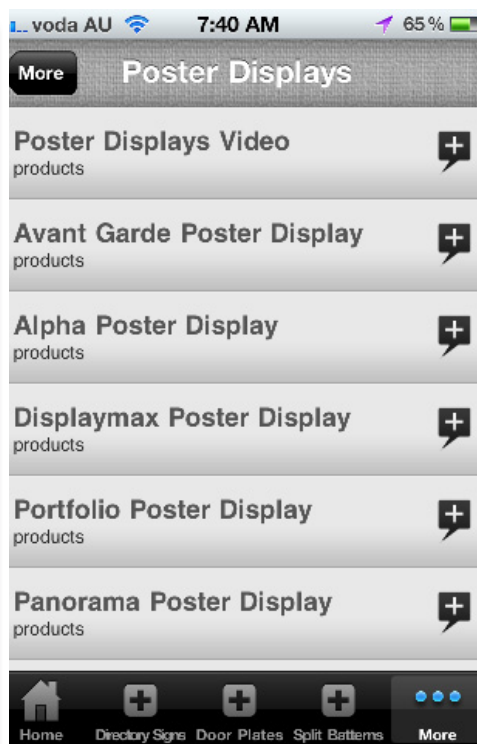 voda AU 7:40 AM 65%
More Poster Displays
Poster Displays Video
products
Avant Garde Poster Display
products
Alpha Poster Display
products
Displaymax Poster Display
products
Portfolio Poster Display
products
Panorama Poster Display
products
Home Directory Signs Door Plates Split Battens More